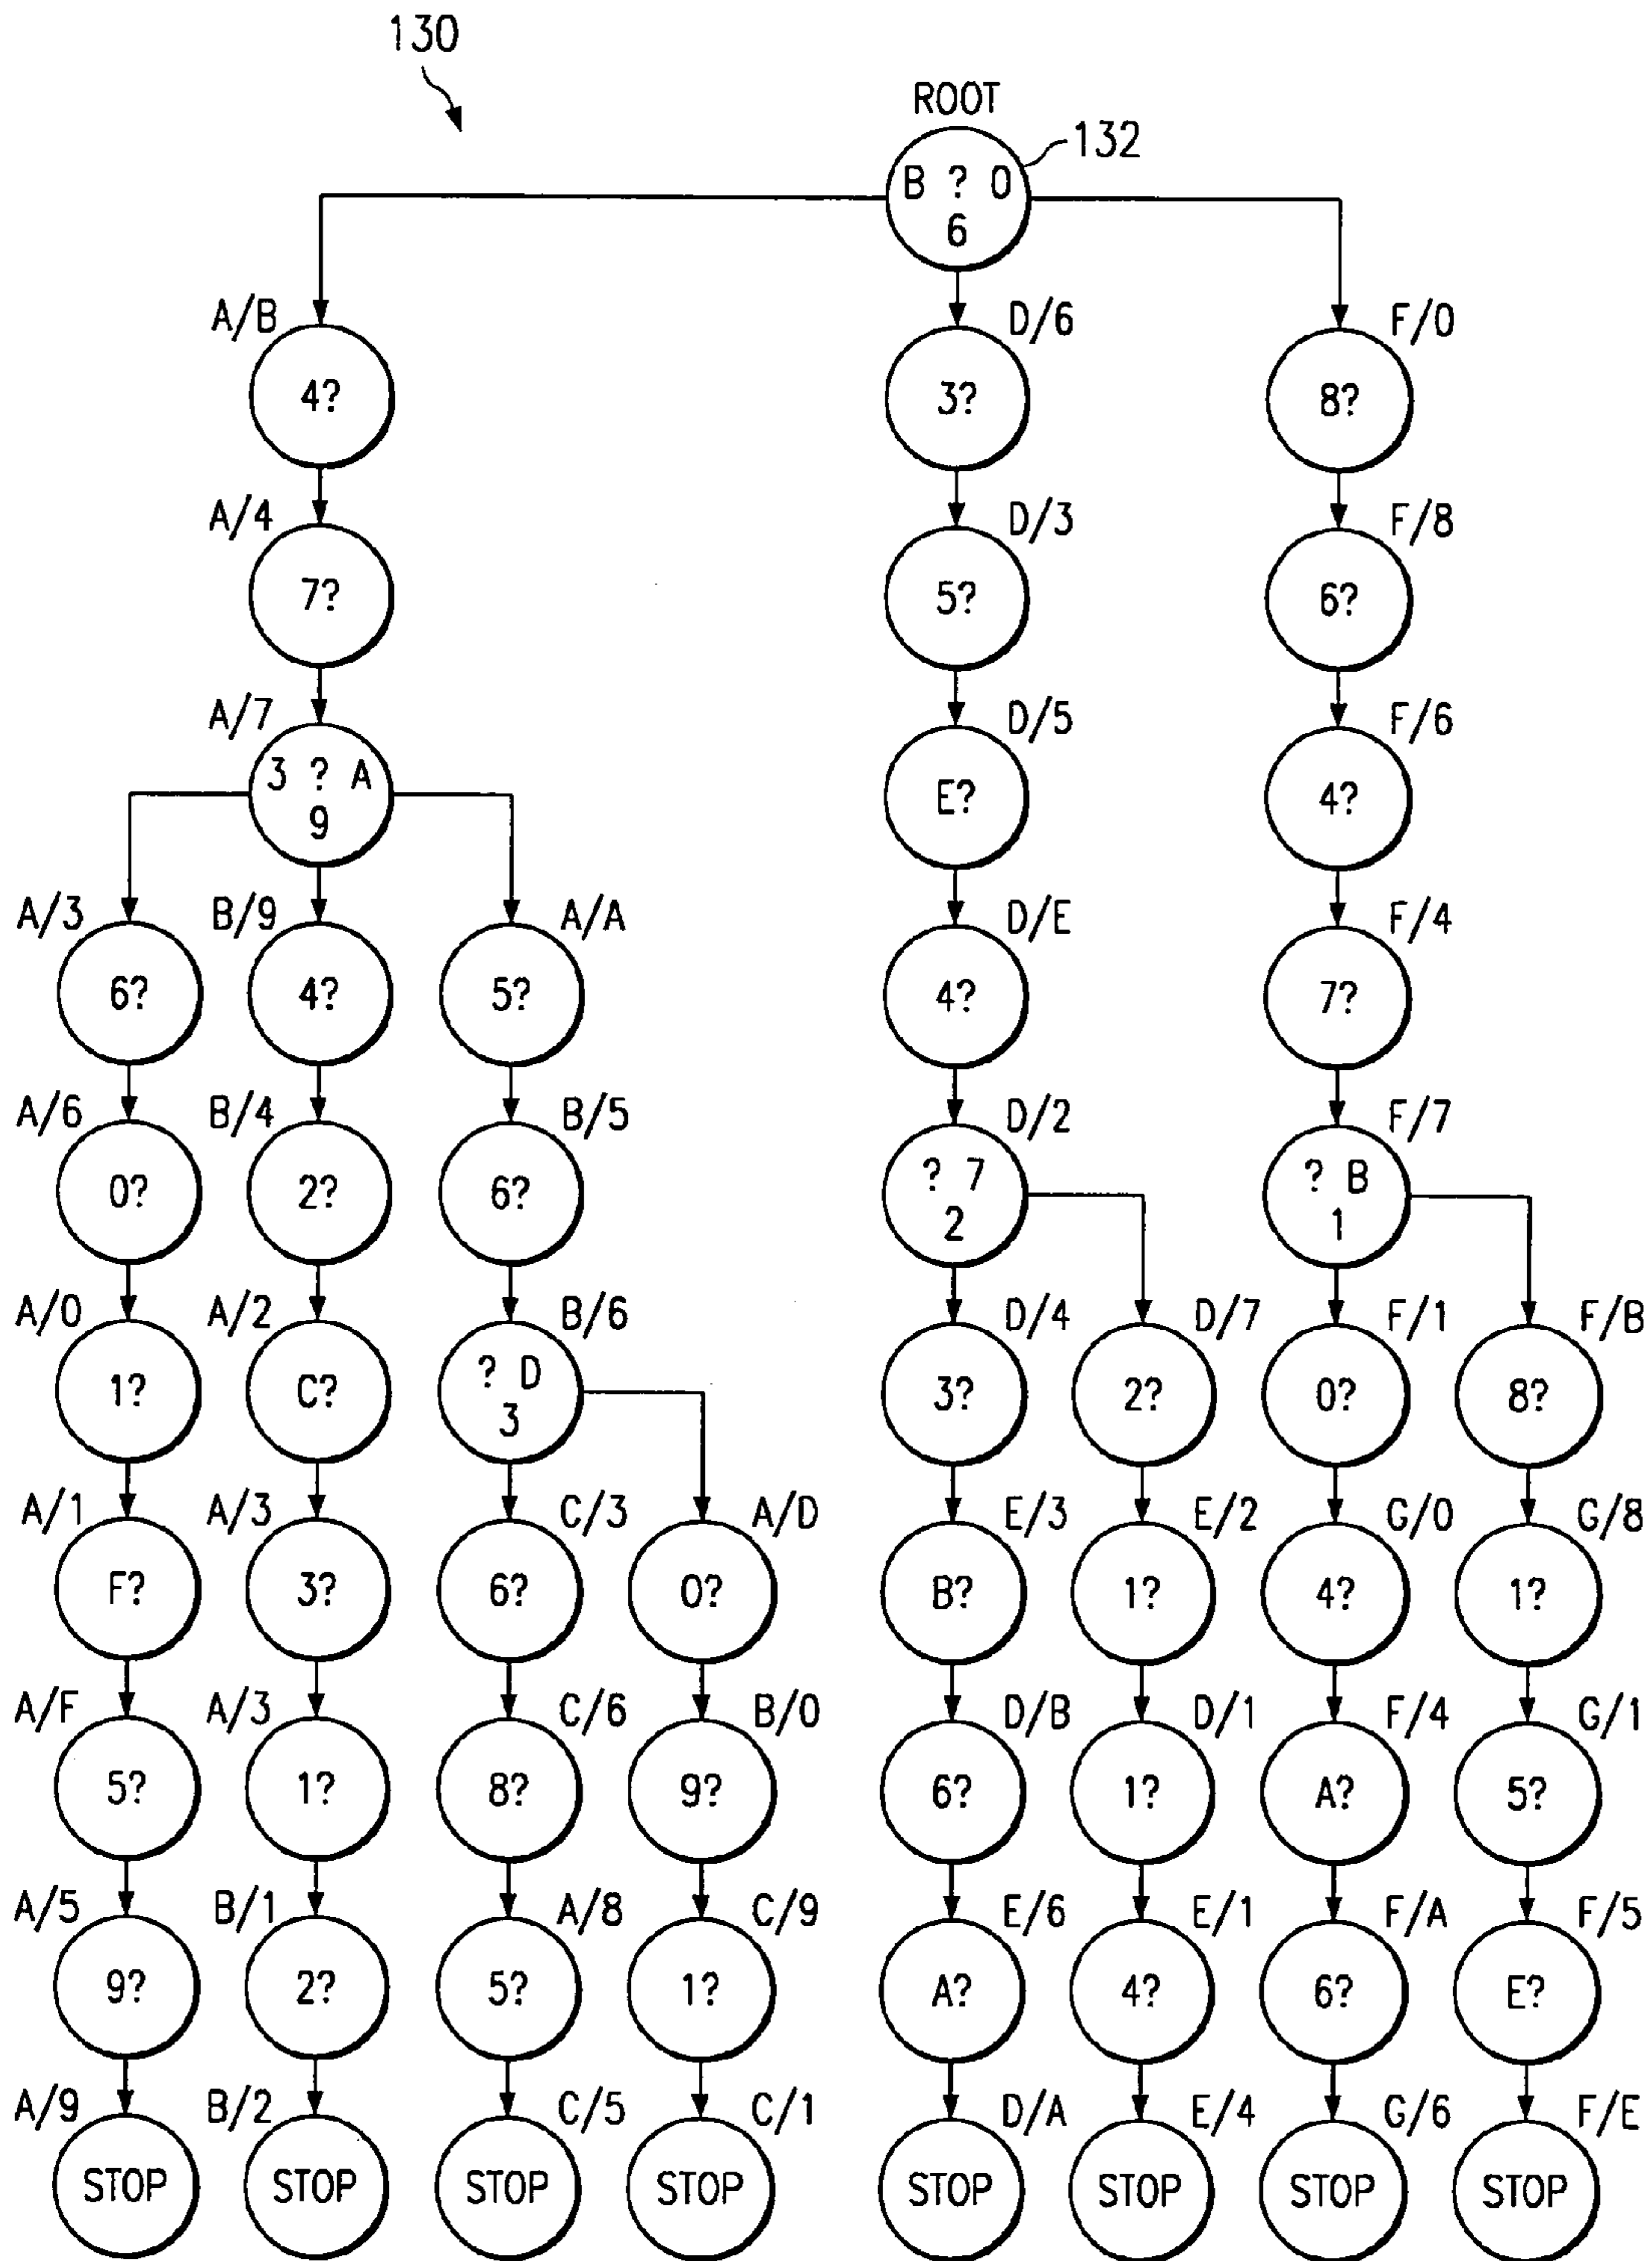 130
ROOT
132
B ? 0
6
A/B
D/6
F/0
4?
3?
8?
A/4
D/3
F/8
7?
5?
6?
A/7
D/5
F/6
3 ? A
9
E?
4?
A/3
B/9
A/A
D/E
F/4
6?
4?
5?
4?
7?
A/6
B/4
B/5
D/2
F/7
0?
2?
6?
? 7
2
? B
1
A/0
A/2
B/6
D/4
D/7
F/1
F/B
1?
C?
? D
3
3?
2?
0?
8?
A/1
A/3
C/3
A/D
E/3
E/2
G/0
G/8
F?
3?
6?
0?
B?
1?
4?
1?
A/F
A/3
C/6
B/0
D/B
D/1
F/4
G/1
5?
1?
8?
9?
6?
1?
A?
5?
A/5
B/1
A/8
C/9
E/6
E/1
F/A
F/5
9?
2?
5?
1?
A?
4?
6?
E?
A/9
B/2
C/5
C/1
D/A
E/4
G/6
F/E
STOP
STOP
STOP
STOP
STOP
STOP
STOP
STOP